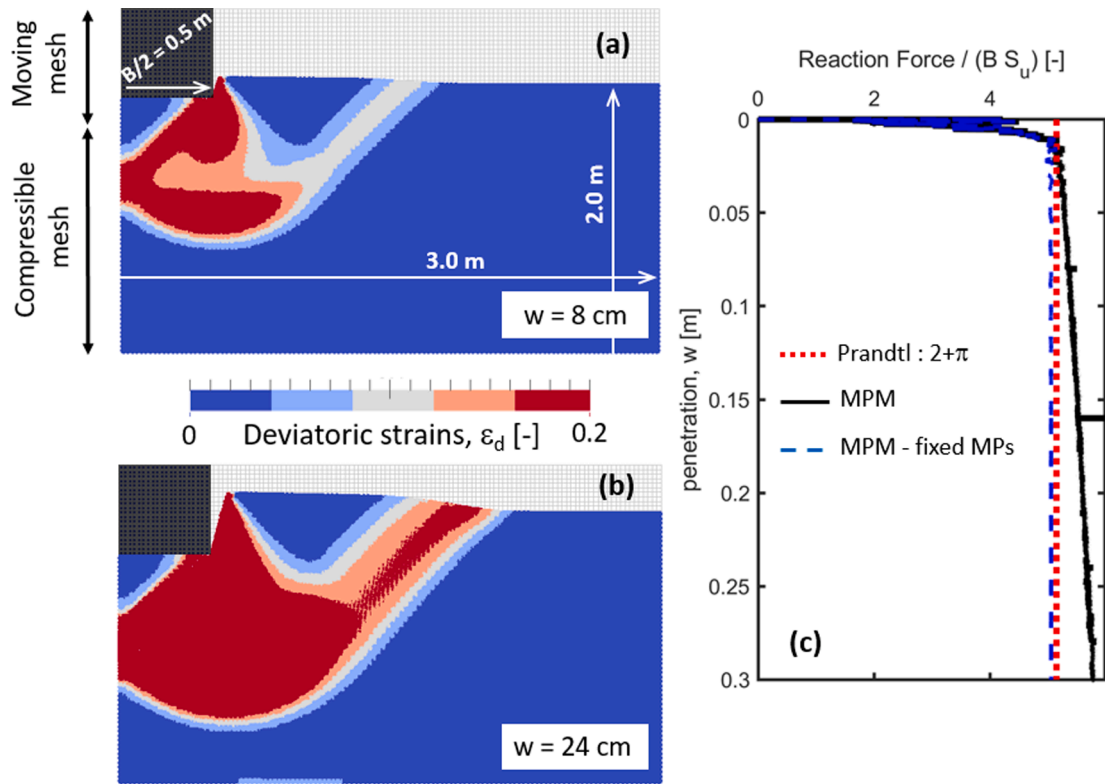 Moving mesh
Compressible mesh
B/2 = 0.5 m
(a)
2.0 m
3.0 m
w = 8 cm
0
0.2
Deviatoric strains, εd [-]
(b)
w = 24 cm
Reaction Force / (B Su) [-]
0
2
4
0
0.05
0.1
0.15
0.2
0.25
0.3
penetration, w [m]
Prandtl : 2+π
MPM
MPM - fixed MPs
(c)